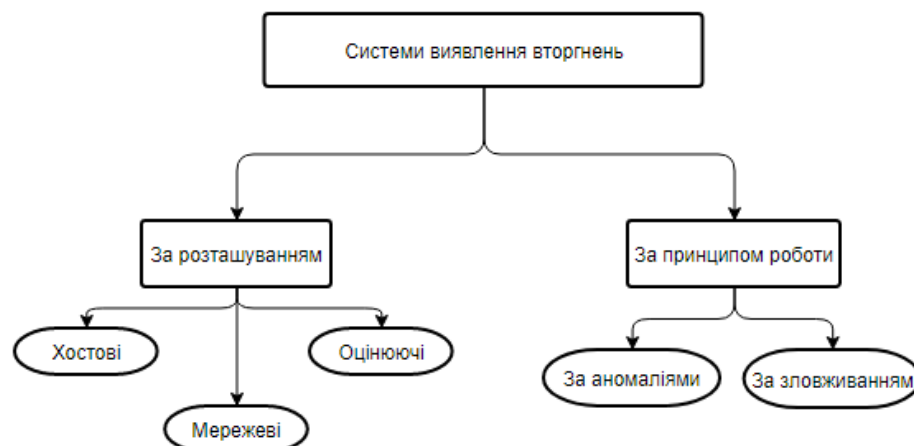 Системи виявлення вторгнень
За розташуванням
За принципом роботи
Хостові
Оцінюючі
За аномаліями
За зловживанням
Мережеві